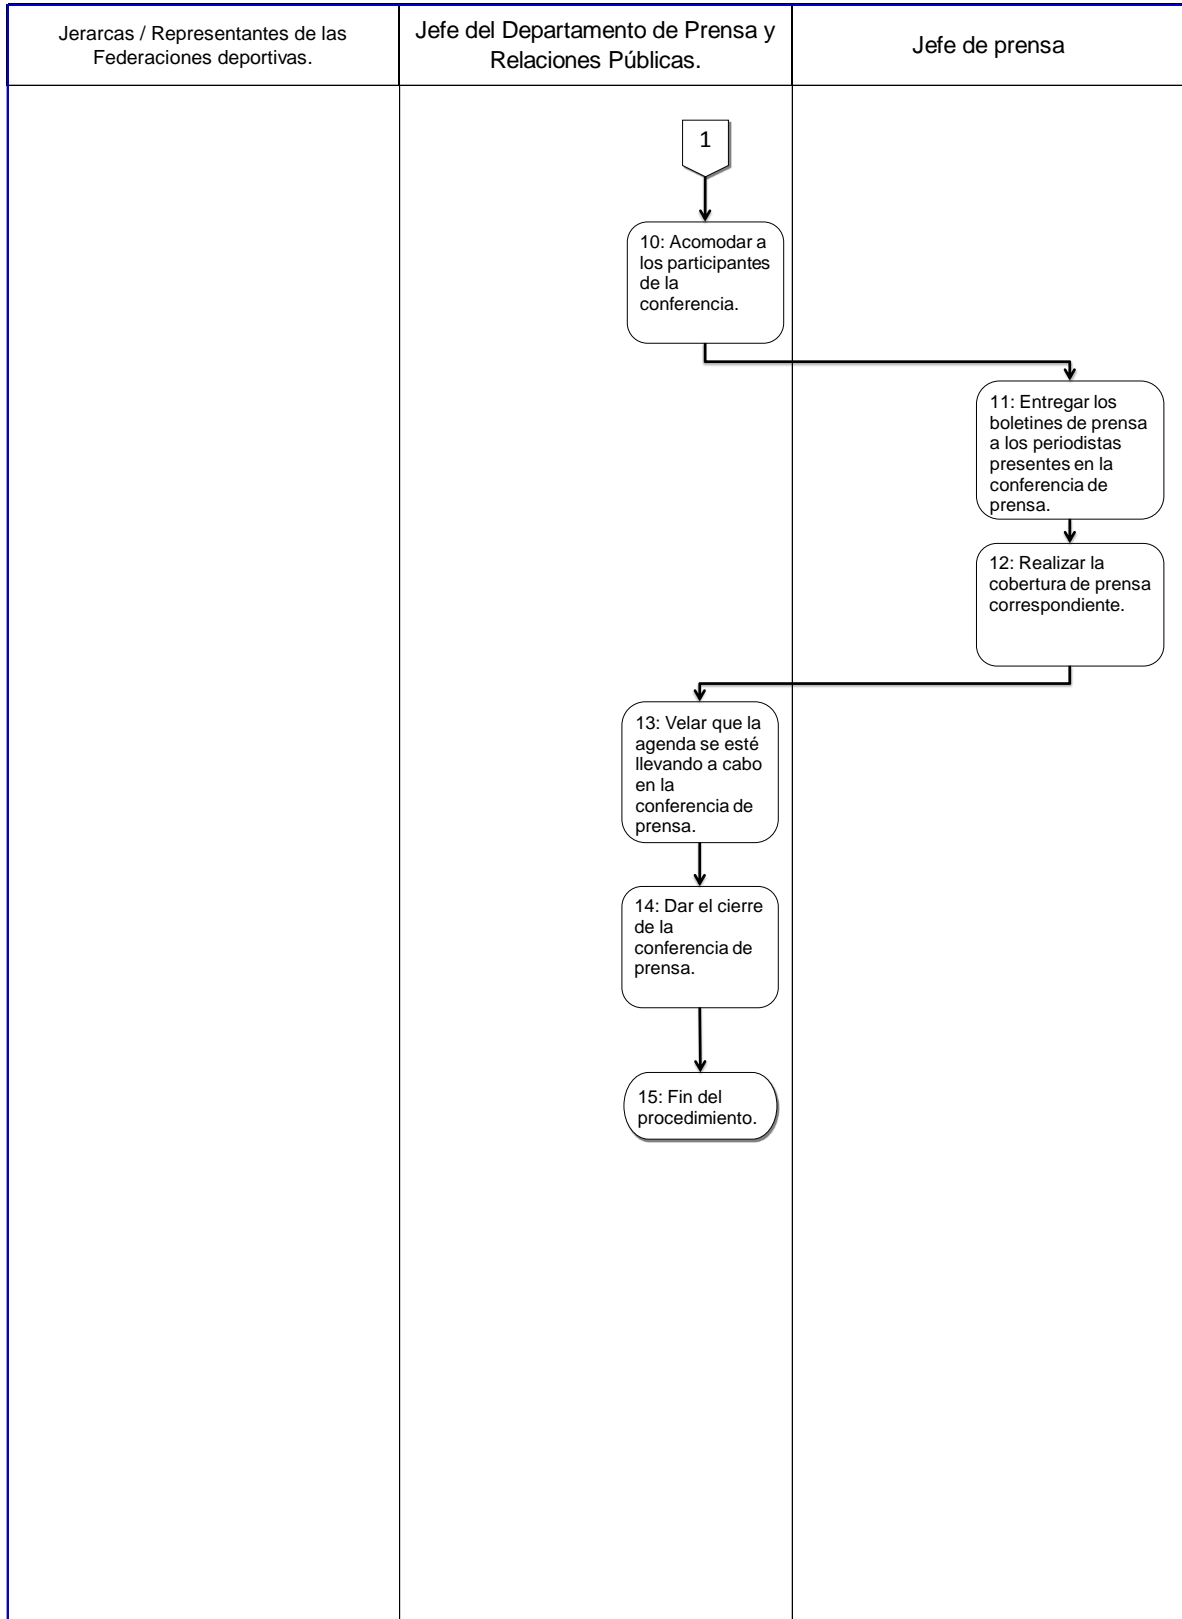 Jerarcas / Representantes de las
Federaciones deportivas.
Jefe del Departamento de Prensa y
Relaciones Públicas.
Jefe de prensa
1
10: Acomodar a
los participantes
de la
conferencia.
11: Entregar los
boletines de prensa
a los periodistas
presentes en la
conferencia de
prensa.
12: Realizar la
cobertura de prensa
correspondiente.
13: Velar que la
agenda se esté
llevando a cabo
en la
conferencia de
prensa.
14: Dar el cierre
de la
conferencia de
prensa.
15: Fin del
procedimiento.